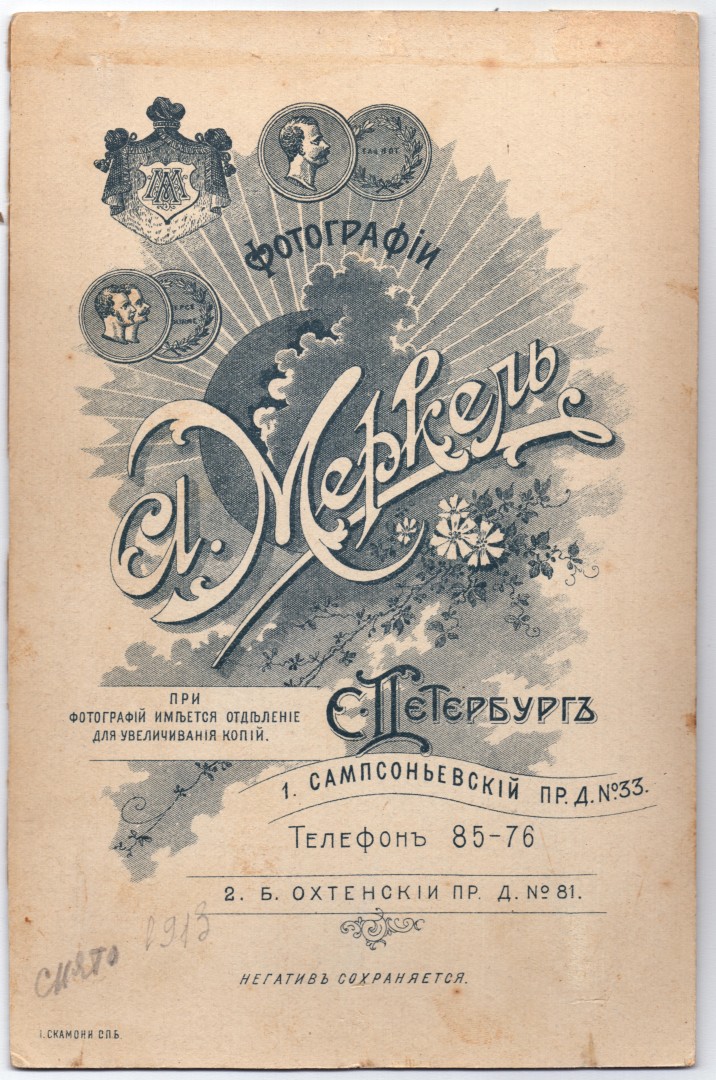 ФОТОГРАФІИ
А. Меркель
ПРИ
ФОТОГРАФІЙ ИМѢЕТСЯ ОТДѢЛЕНІЕ
ДЛЯ УВЕЛИЧИВАНІЯ КОПІЙ.
С. ПЕТЕРБУРГЪ
1. САМПСОНЬЕВСКІЙ ПР. Д. №33.
ТЕЛЕФОНЪ 85-76
2. Б. ОХТЕНСКІИ ПР. Д. № 81.
снято 1913
НЕГАТИВЪ СОХРАНЯЕТСЯ.
І. СКАМОНИ С.П.Б.